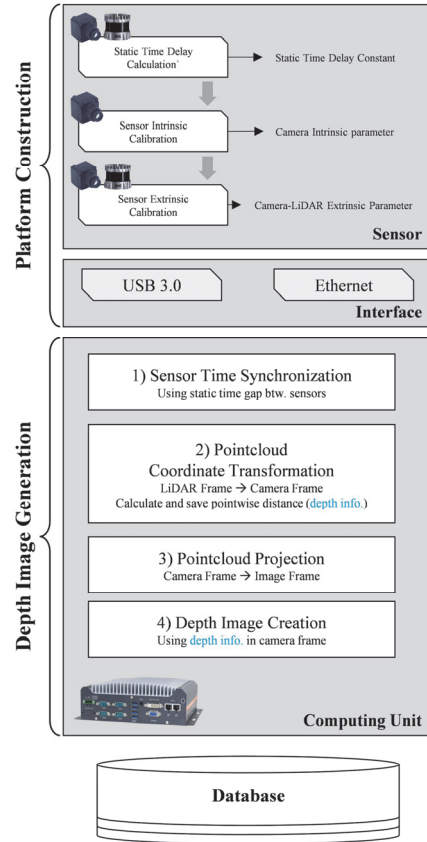 Platform Construction
Static Time Delay
Calculation`
Static Time Delay Constant
Sensor Intrinsic
Calibration
Camera Intrinsic parameter
Sensor Extrinsic
Calibration
Camera-LiDAR Extrinsic Parameter
Sensor
USB 3.0
Ethernet
Interface
Depth Image Generation
1) Sensor Time Synchronization
Using static time gap btw. sensors
2) Pointcloud
Coordinate Transformation
LiDAR Frame → Camera Frame
Calculate and save pointwise distance (depth info.)
3) Pointcloud Projection
Camera Frame → Image Frame
4) Depth Image Creation
Using depth info. in camera frame
Computing Unit
Database